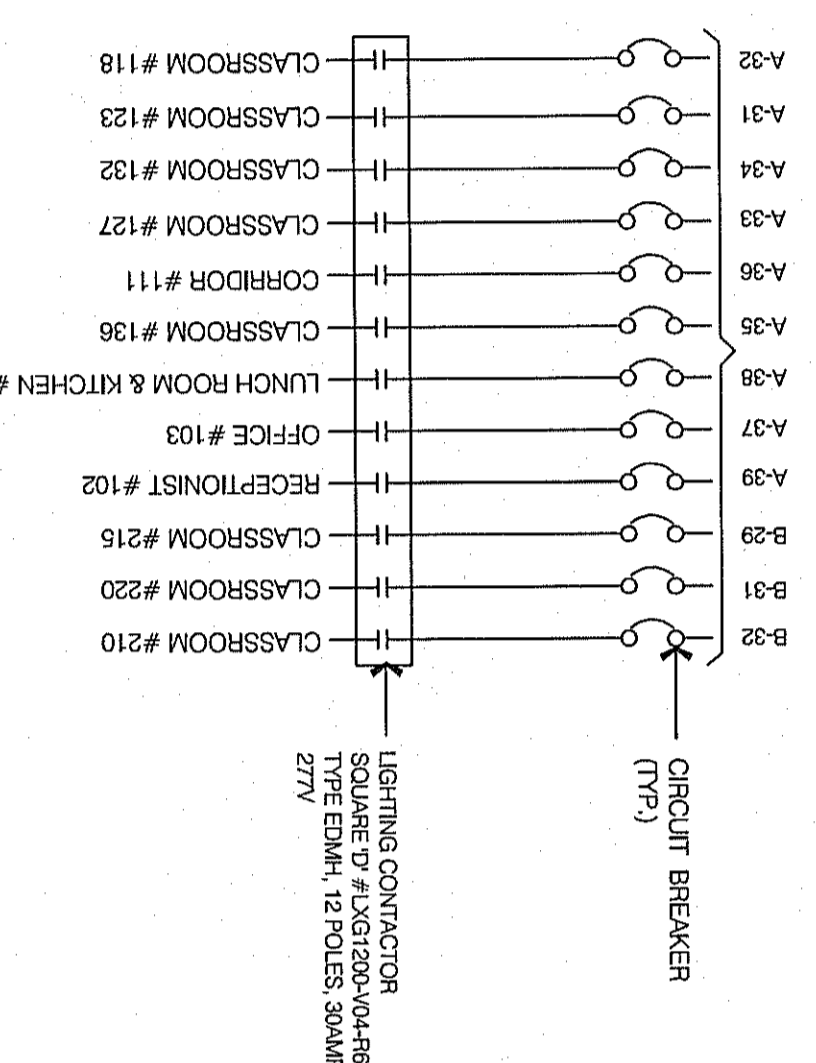 A-32 CLASSROOM #118
A-31 CLASSROOM #123
A-34 CLASSROOM #132
A-33 CLASSROOM #127
A-36 CORRIDOR #111
A-35 CLASSROOM #136
A-38 LUNCH ROOM & KITCHEN #
A-37 OFFICE #103
A-39 RECEPTIONIST #102
B-29 CLASSROOM #215
B-31 CLASSROOM #220
B-32 CLASSROOM #210
CIRCUIT BREAKER
(TYP.)
LIGHTING CONTACTOR
SQUARE 'D' #LXG1200-V04-R6
TYPE EDMH, 12 POLES, 30AMP
277V